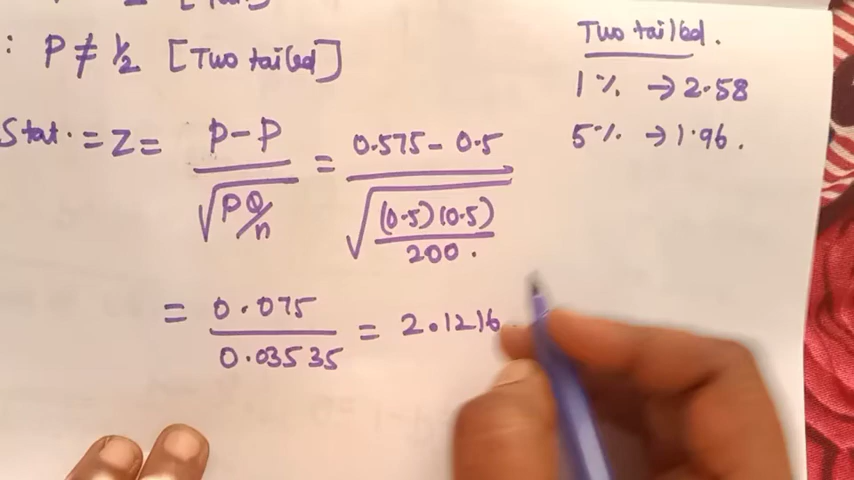 : P ≠ 1/2 [Two tailed]
Two tailed.
1% → 2.58
5% → 1.96.
Stat. = Z = P - P / √PQ/n = 0.575 - 0.5 / √(0.5)(0.5)/200.
= 0.075 / 0.03535 = 2.1216